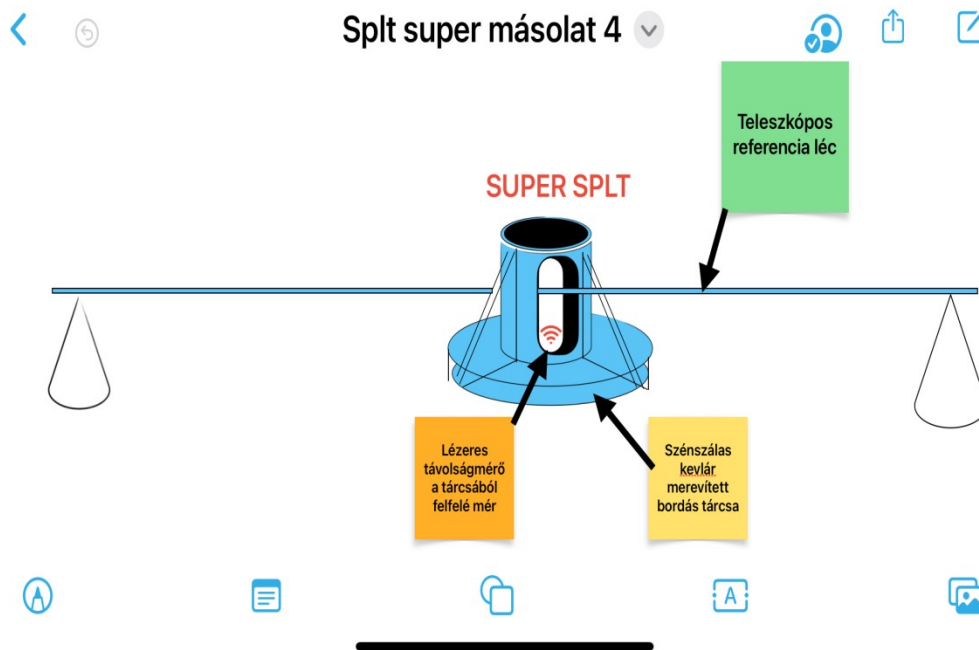 Splt super másolat 4
Teleszkópos
referencia léc
SUPER SPLT
Lézeres
távolságmérő
a tárcsából
felfelé mér
Szénszálas
kevlár
merevített
bordás tárcsa
A